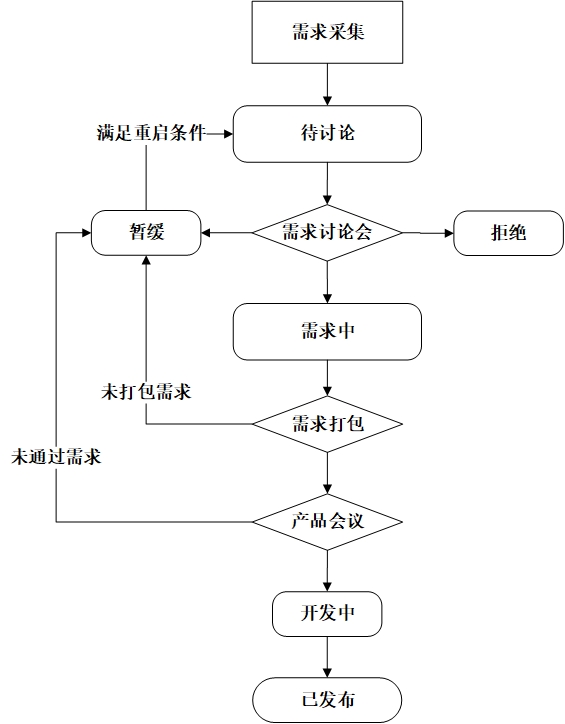 需求采集
满足重启条件
待讨论
暂缓
需求讨论会
拒绝
需求中
未打包需求
需求打包
未通过需求
产品会议
开发中
已发布